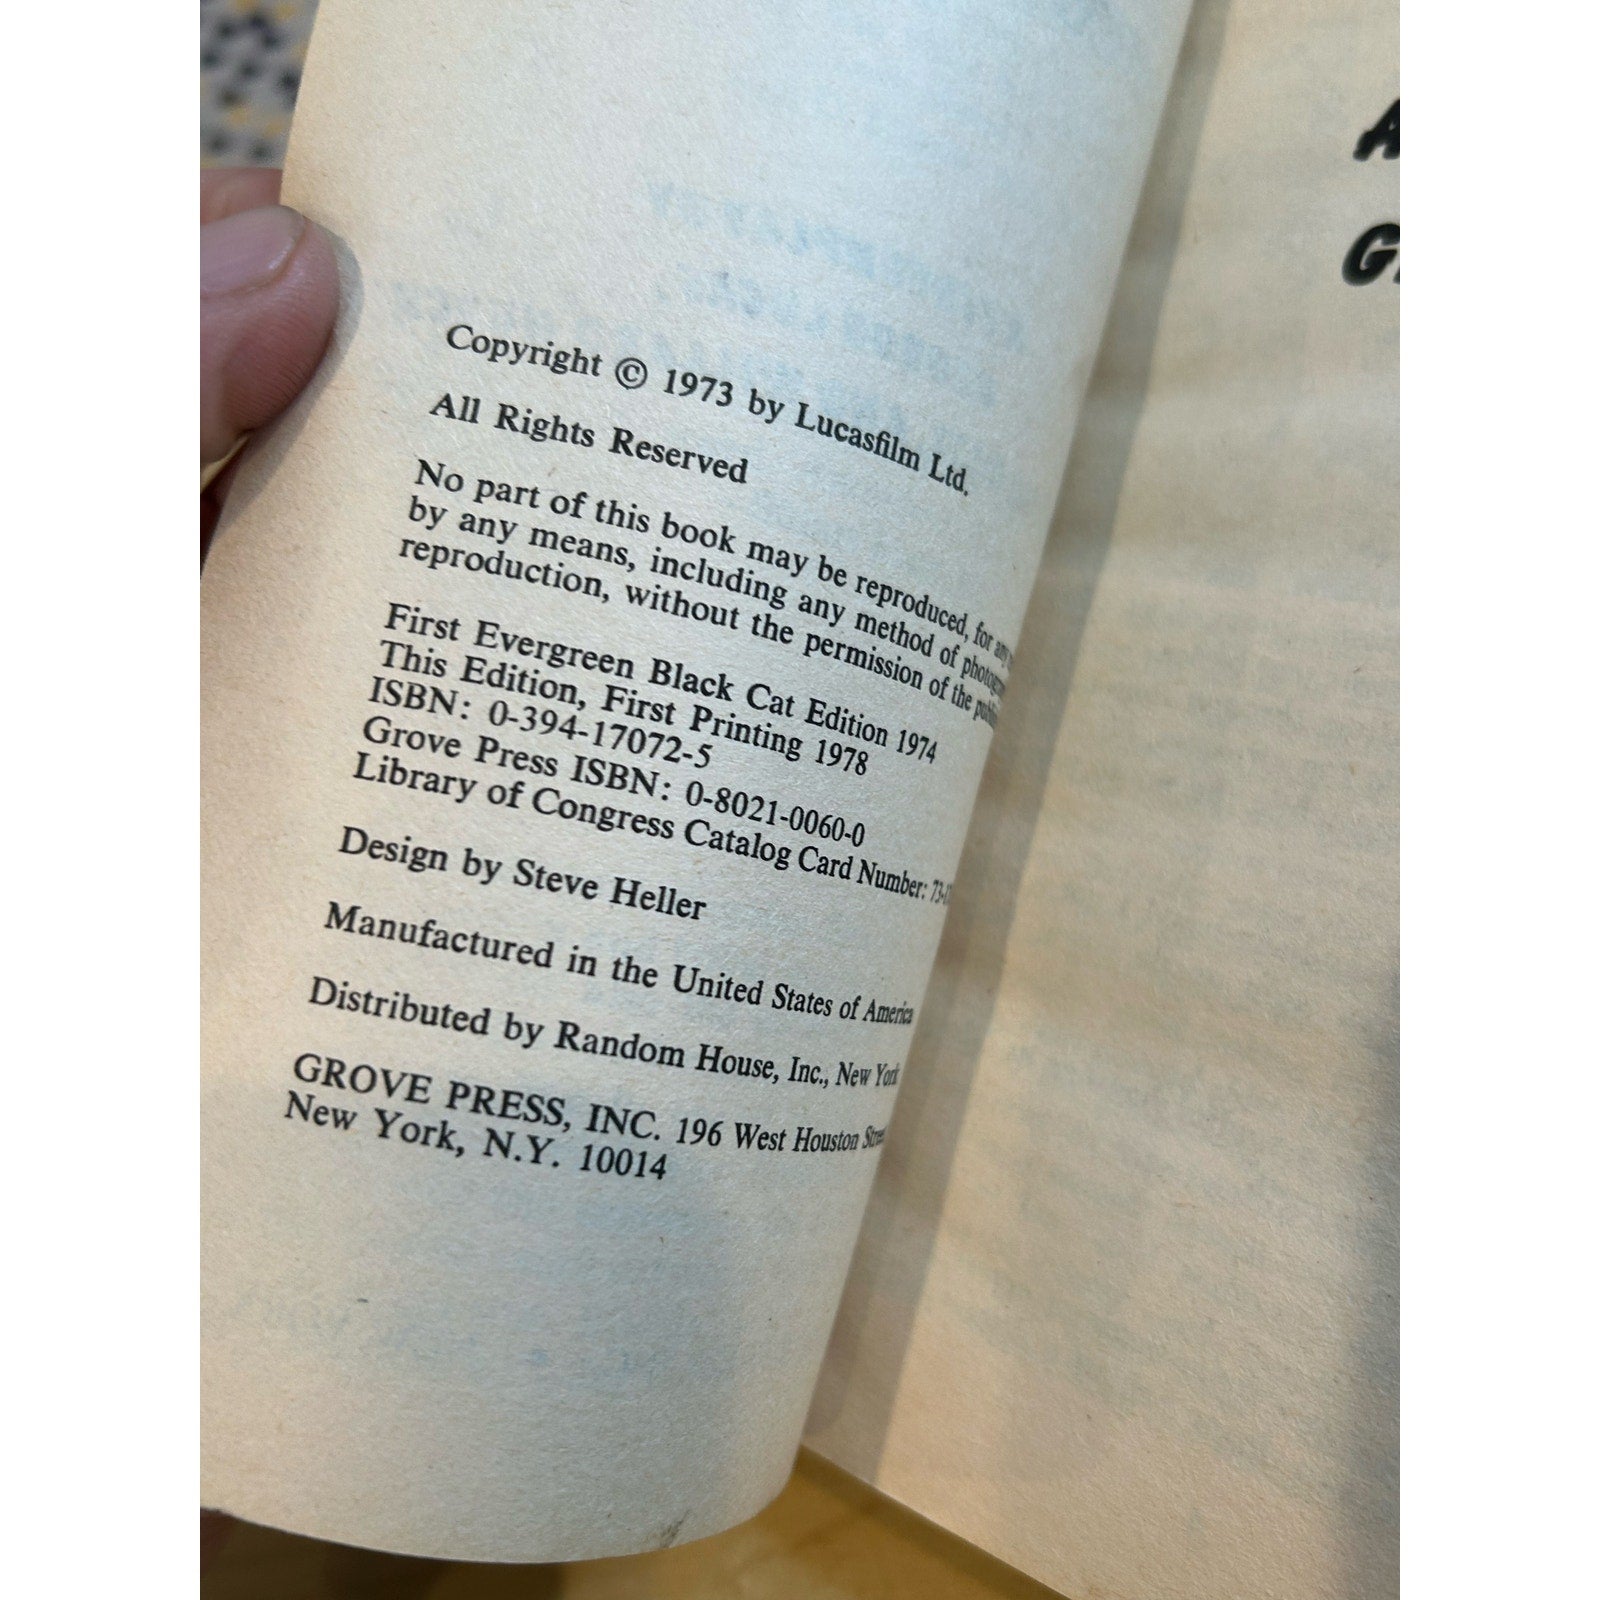 Copyright © 1973 by Lucasfilm Ltd.
All Rights Reserved
No part of this book may be reproduced, for any
by any means, including any method of
reproduction, without the permission of the
First Evergreen Black Cat Edition 1974
This Edition, First Printing 1978
ISBN: 0-394-17072-5
Grove Press ISBN: 0-8021-0060-0
Library of Congress Catalog Card Number:
Design by Steve Heller
Manufactured in the United States of America
Distributed by Random House, Inc., New York
GROVE PRESS, INC. 196 West Houston Street
New York, N.Y. 10014